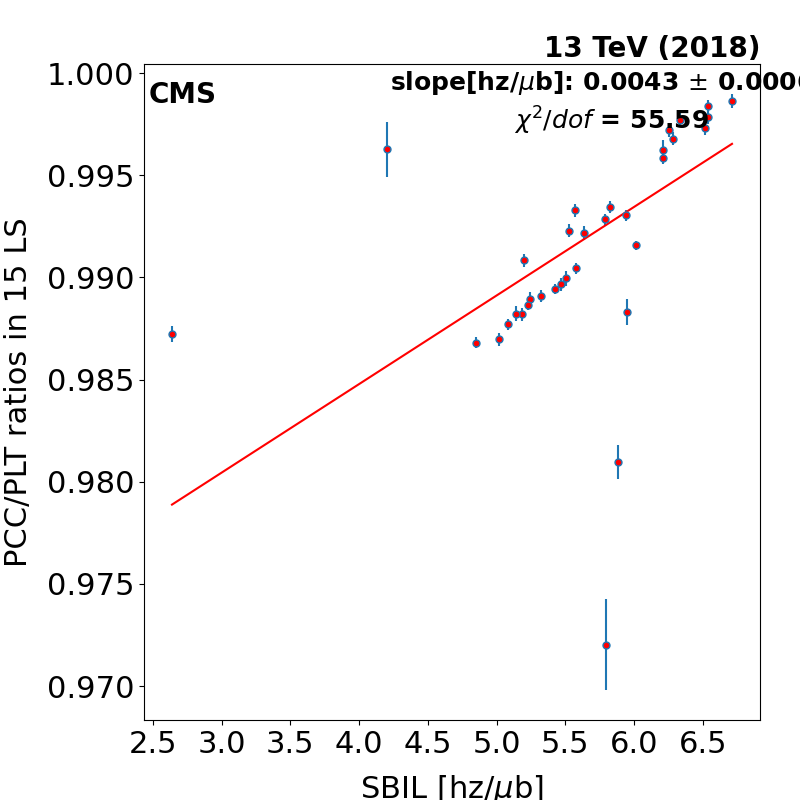 13 TeV (2018)
CMS
slope[hz/μb]: 0.0043 ± 0.000
χ²/dof = 55.59
1.000
0.995
0.990
0.985
0.980
0.975
0.970
PCC/PLT ratios in 15 LS
2.5 3.0 3.5 4.0 4.5 5.0 5.5 6.0 6.5
SBIL [hz/μb]